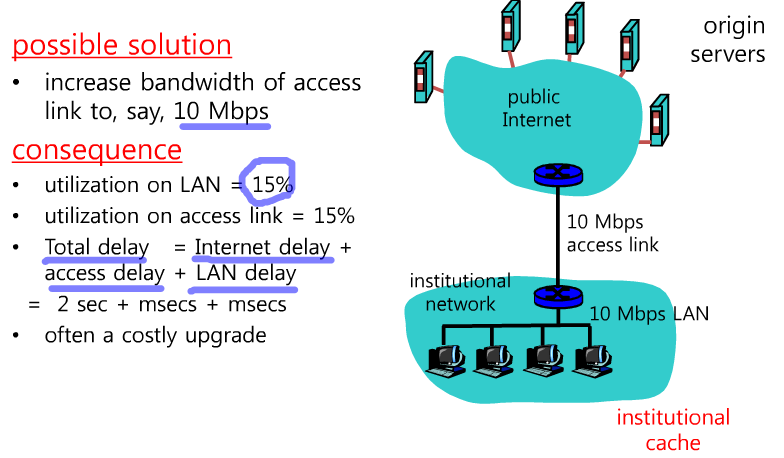 possible solution
• increase bandwidth of access
link to, say, 10 Mbps
consequence
• utilization on LAN = 15%
• utilization on access link = 15%
• Total delay = Internet delay +
access delay + LAN delay
= 2 sec + msecs + msecs
• often a costly upgrade
origin
servers
public
Internet
10 Mbps
access link
institutional
network
10 Mbps LAN
institutional
cache